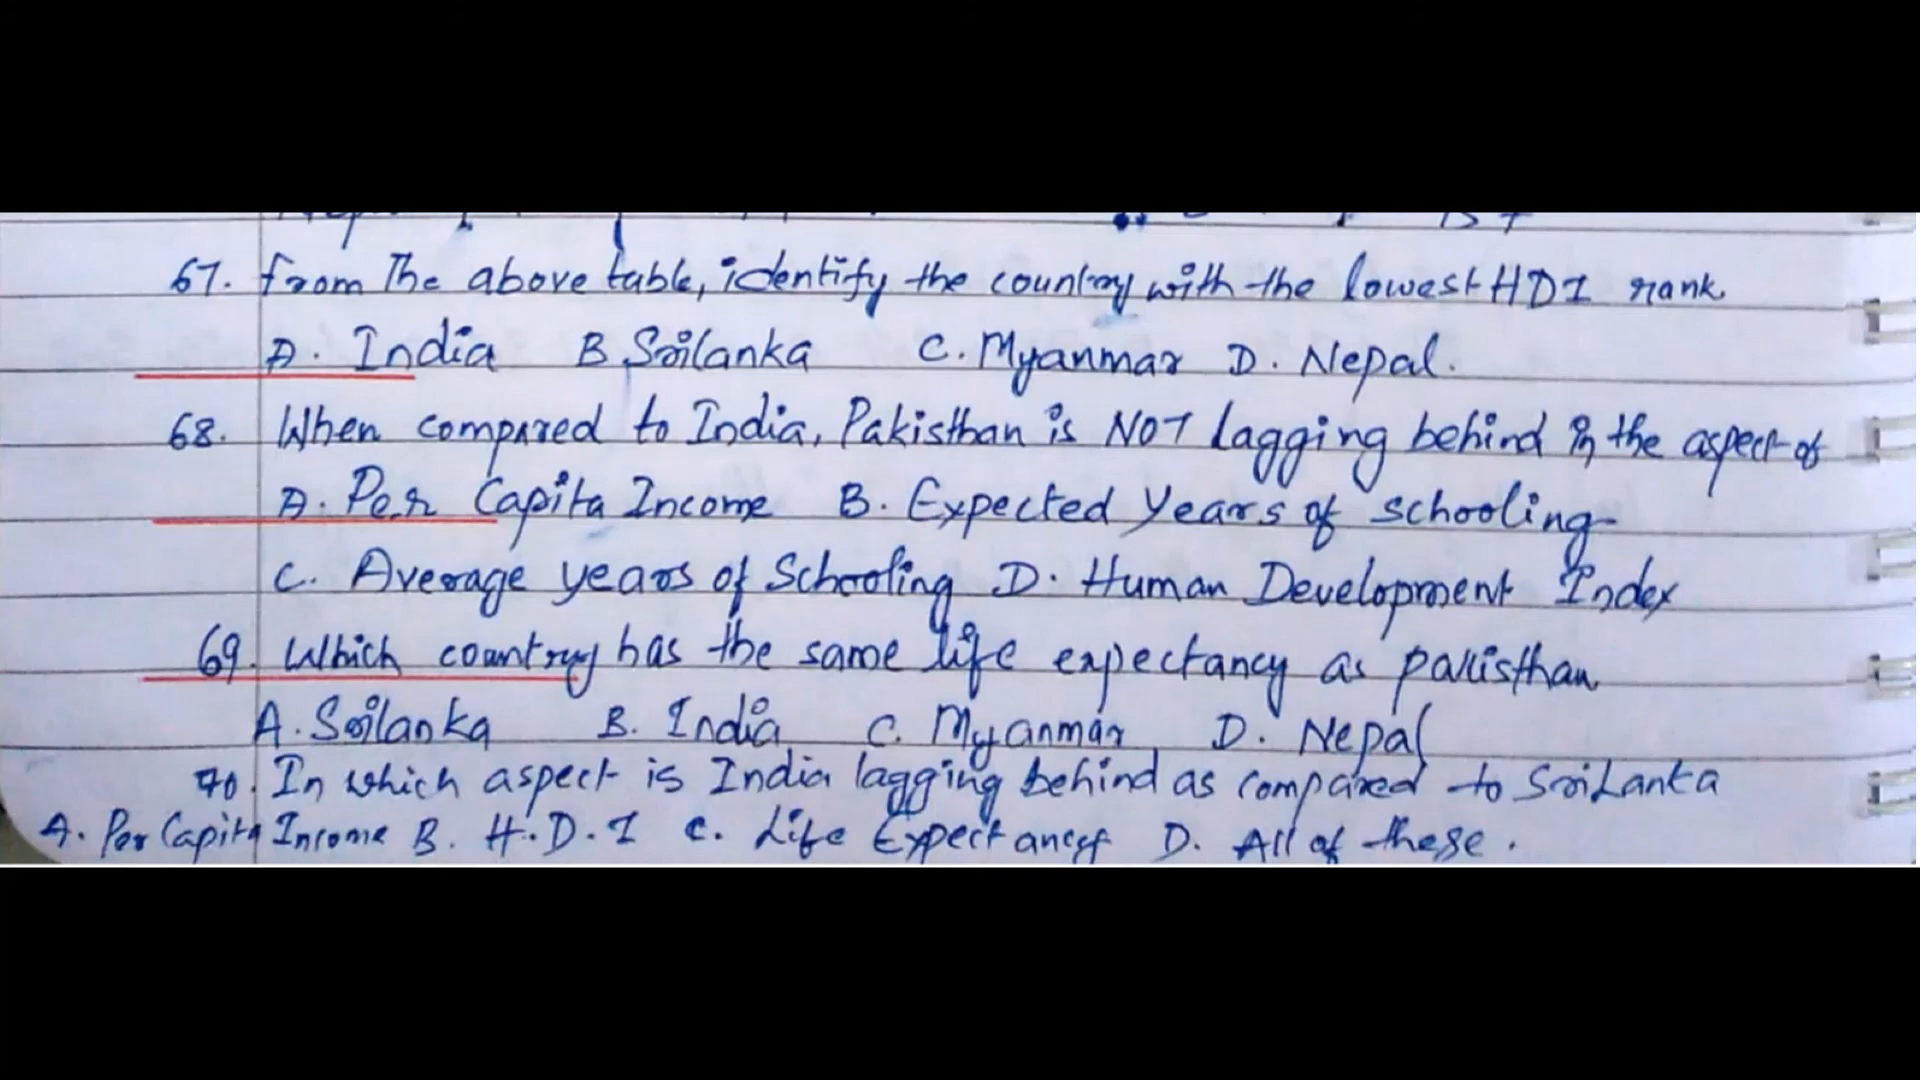 67. From The above table, identify the country with the lowest HDI rank.
A. India B Srilanka C. Myanmar D. Nepal.
68. When compared to India, Pakisthan is NOT lagging behind in the aspect of
A. Per Capita Income B. Expected Years of schooling
C. Average years of Schooling D. Human Development Index
69. Which country has the same life expectancy as pakisthan
A. Srilanka B. India C. Myanmar D. Nepal
70. In which aspect is India lagging behind as compared to SriLanka
A. Per Capita Income B. H.D.I C. Life Expectancy D. All of these.